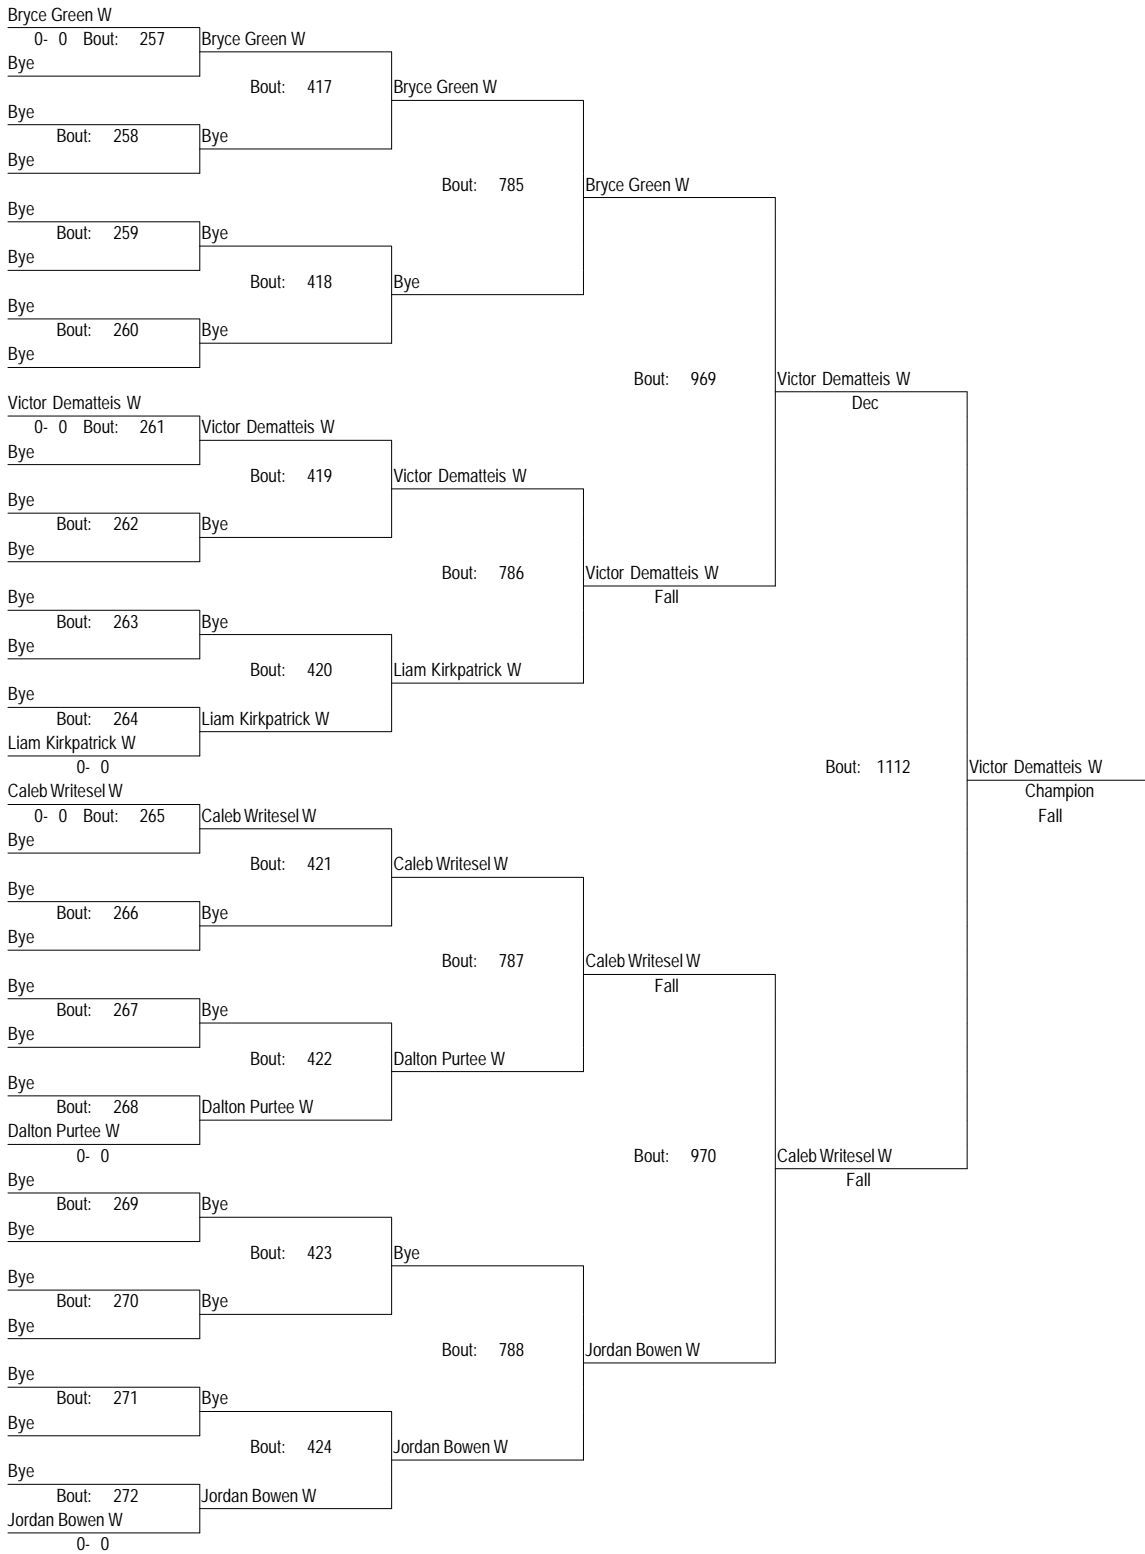 Bryce Green W
0- 0 Bout: 257 Bryce Green W
Bye
Bout: 417 Bryce Green W
Bye
Bout: 258 Bye
Bye
Bout: 785 Bryce Green W
Bye
Bout: 259 Bye
Bye
Bout: 418 Bye
Bye
Bout: 260 Bye
Bye
Bout: 969 Victor Dematteis W
Victor Dematteis W Dec
0- 0 Bout: 261 Victor Dematteis W
Bye
Bout: 419 Victor Dematteis W
Bye
Bout: 262 Bye
Bye
Bout: 786 Victor Dematteis W
Bye Fall
Bout: 263 Bye
Bye
Bout: 420 Liam Kirkpatrick W
Bye
Bout: 264 Liam Kirkpatrick W
Liam Kirkpatrick W
0- 0 Bout: 1112 Victor Dematteis W
Caleb Writesel W Champion
0- 0 Bout: 265 Caleb Writesel W Fall
Bye
Bout: 421 Caleb Writesel W
Bye
Bout: 266 Bye
Bye
Bout: 787 Caleb Writesel W
Bye Fall
Bout: 267 Bye
Bye
Bout: 422 Dalton Purtee W
Bye
Bout: 268 Dalton Purtee W
Dalton Purtee W
0- 0 Bout: 970 Caleb Writesel W
Bye Fall
Bout: 269 Bye
Bye
Bout: 423 Bye
Bye
Bout: 270 Bye
Bye
Bout: 788 Jordan Bowen W
Bye
Bout: 271 Bye
Bye
Bout: 424 Jordan Bowen W
Bye
Bout: 272 Jordan Bowen W
Jordan Bowen W
0- 0